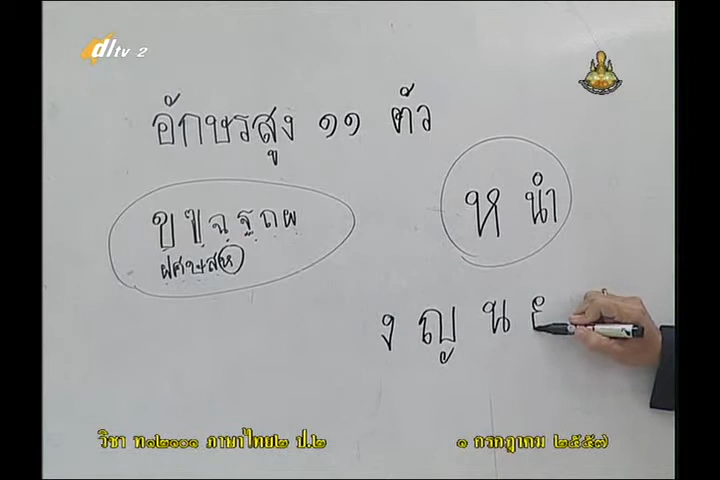 dltv 2
อักษรสูง ๑๑ ตัว
ข ฃ ฉ ฐ ถ ผ
ฝ ศ ษ ส ห
ห นำ
ง ญ น
วิชา ท๑๒๑๐๑ ภาษาไทย๒ ป.๒
๑ กรกฎาคม ๒๕๕๗